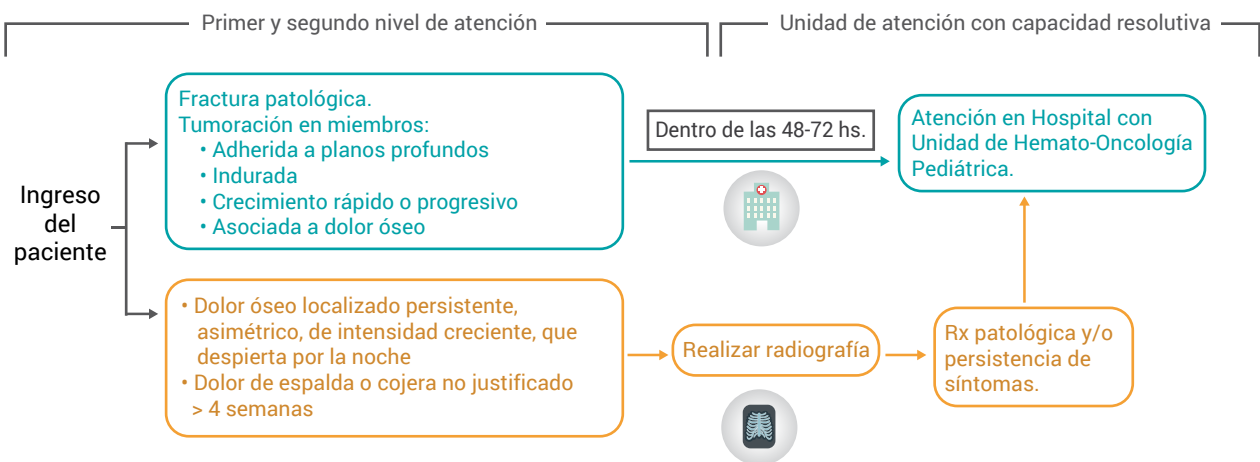 Primer y segundo nivel de atención
Unidad de atención con capacidad resolutiva
Ingreso
del
paciente
Fractura patológica.
Tumoración en miembros:
• Adherida a planos profundos
• Indurada
• Crecimiento rápido o progresivo
• Asociada a dolor óseo
Dentro de las 48-72 hs.
Atención en Hospital con
Unidad de Hemato-Oncología
Pediátrica.
• Dolor óseo localizado persistente,
asimétrico, de intensidad creciente, que
despierta por la noche
• Dolor de espalda o cojera no justificado
> 4 semanas
Realizar radiografía
Rx patológica y/o
persistencia de
síntomas.